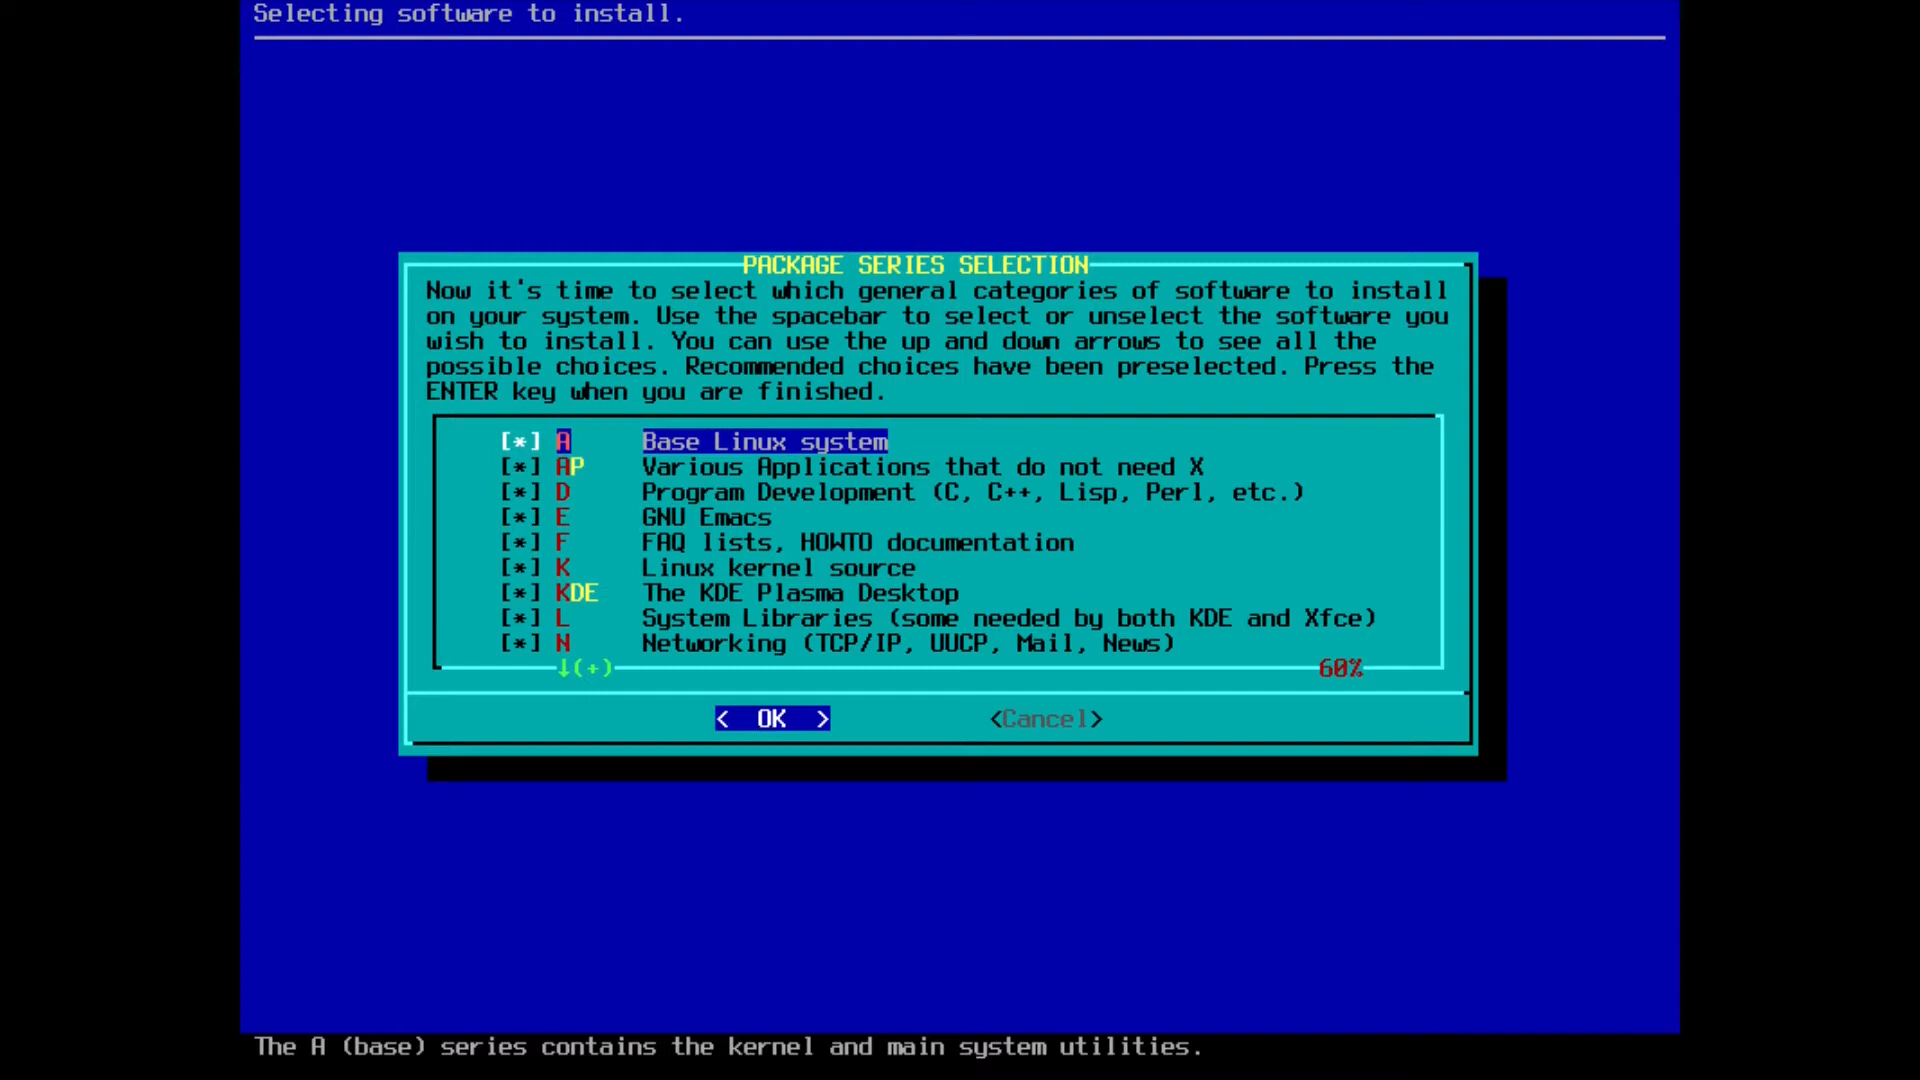 Selecting software to install.
PACKAGE SERIES SELECTION
Now it's time to select which general categories of software to install
on your system. Use the spacebar to select or unselect the software you
wish to install. You can use the up and down arrows to see all the
possible choices. Recommended choices have been preselected. Press the
ENTER key when you are finished.
[*] A Base Linux system
[*] AP Various Applications that do not need X
[*] D Program Development (C, C++, Lisp, Perl, etc.)
[*] E GNU Emacs
[*] F FAQ lists, HOWTO documentation
[*] K Linux kernel source
[*] KDE The KDE Plasma Desktop
[*] L System Libraries (some needed by both KDE and Xfce)
[*] N Networking (TCP/IP, UUCP, Mail, News)
↓(+) 60%
< OK > <Cancel>
The A (base) series contains the kernel and main system utilities.